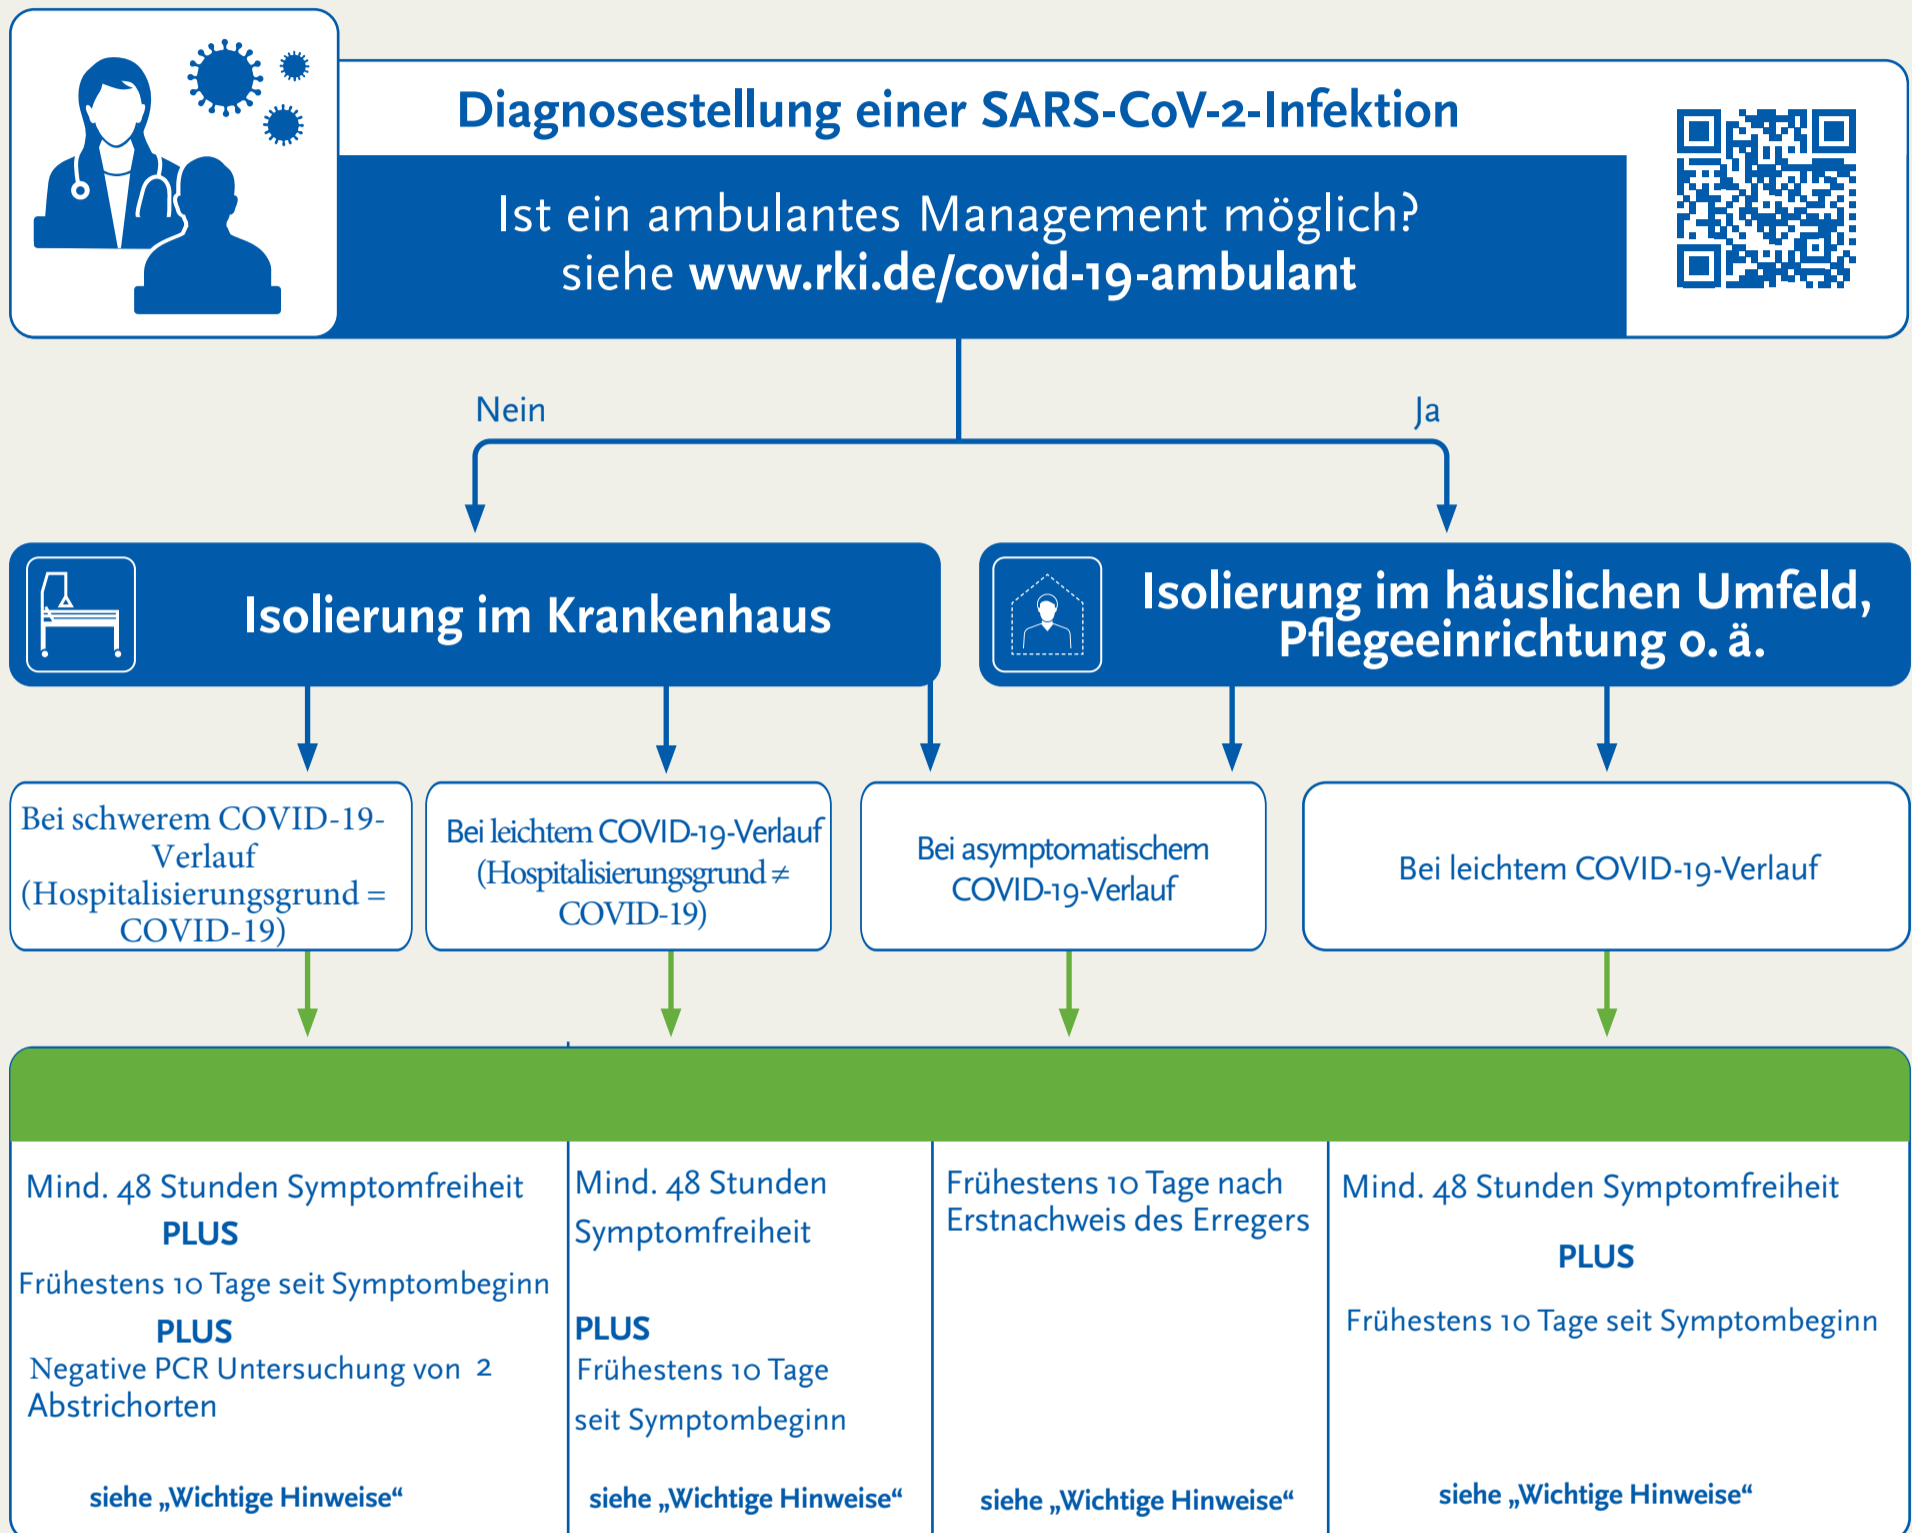 Diagnosestellung einer SARS-CoV-2-Infektion
Ist ein ambulantes Management möglich?
siehe www.rki.de/covid-19-ambulant
Nein
Ja
Isolierung im Krankenhaus
Isolierung im häuslichen Umfeld,
Pflegeeinrichtung o. ä.
Bei schwerem COVID-19-
Verlauf
(Hospitalisierungsgrund =
COVID-19)
Bei leichtem COVID-19-Verlauf
(Hospitalisierungsgrund ≠
COVID-19)
Bei asymptomatischem
COVID-19-Verlauf
Bei leichtem COVID-19-Verlauf
Mind. 48 Stunden Symptomfreiheit
PLUS
Frühestens 10 Tage seit Symptombeginn
PLUS
Negative PCR Untersuchung von 2
Abstrichorten
siehe „Wichtige Hinweise“
Mind. 48 Stunden
Symptomfreiheit
PLUS
Frühestens 10 Tage
seit Symptombeginn
siehe „Wichtige Hinweise“
Frühestens 10 Tage nach
Erstnachweis des Erregers
siehe „Wichtige Hinweise“
Mind. 48 Stunden Symptomfreiheit
PLUS
Frühestens 10 Tage seit Symptombeginn
siehe „Wichtige Hinweise“